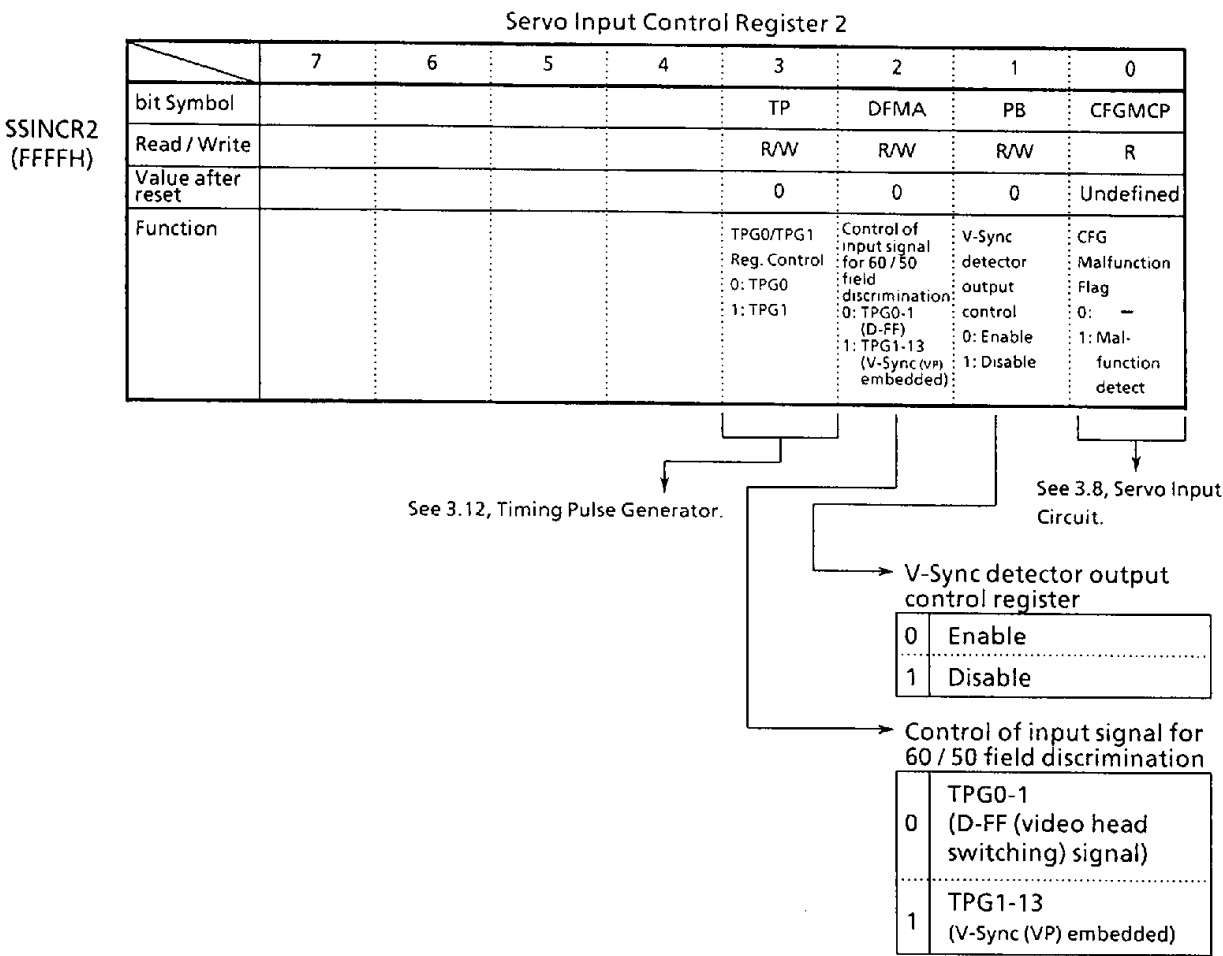 Servo Input Control Register 2
SSINCR2
(FFFFH)
7 6 5 4 3 2 1 0
bit Symbol TP DFMA PB CFGMCP
Read / Write R/W R/W R/W R
Value after
reset
0 0 0 Undefined
Function
TPG0/TPG1
Reg. Control
0: TPG0
1: TPG1
Control of
input signal
for 60 / 50
field
discrimination
0: TPG0-1
(D-FF)
1: TPG1-13
(V-Sync (VP)
embedded)
V-Sync
detector
output
control
0: Enable
1: Disable
CFG
Malfunction
Flag
0: —
1: Mal-
function
detect
See 3.12, Timing Pulse Generator.
See 3.8, Servo Input
Circuit.
V-Sync detector output
control register
0 Enable
1 Disable
Control of input signal for
60 / 50 field discrimination
0
TPG0-1
(D-FF (video head
switching) signal)
1
TPG1-13
(V-Sync (VP) embedded)